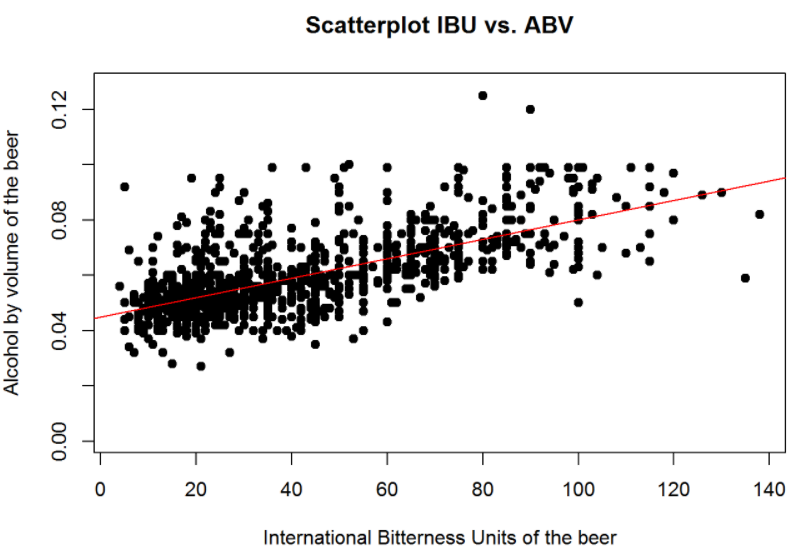 Scatterplot IBU vs. ABV
Alcohol by volume of the beer
0.12
0.08
0.04
0.00
0 20 40 60 80 100 120 140
International Bitterness Units of the beer